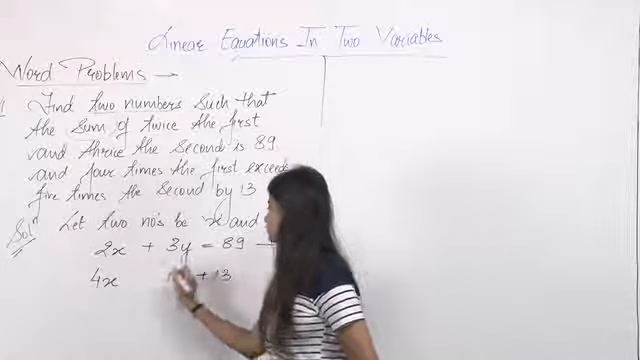 Linear Equations In Two Variables
Word Problems →
Find two numbers such that
the sum of twice the first
and thrice the second is 89
and four times the first exceeds
five times the second by 13
Sol" Let two no's be 'x' and
2x + 3y = 89 —
4x + 13